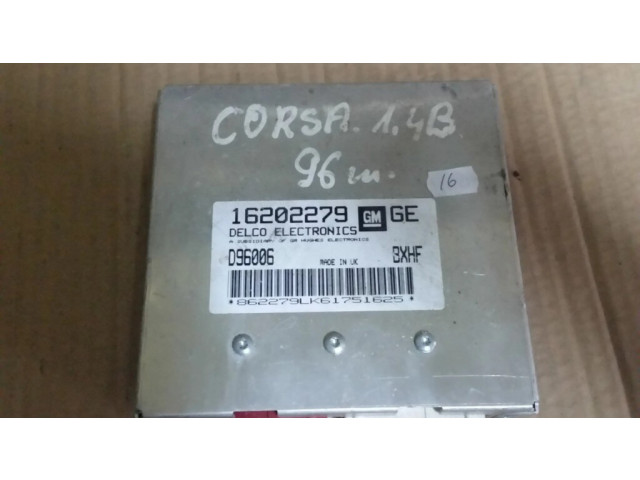 CORSA. 1.4B
96 m.
16
16202279 GM GE
DELCO ELECTRONICS
A SUBSIDIARY OF GM HUGHES ELECTRONICS
D96006 MADE IN UK BXHF
*862279LK61751625*